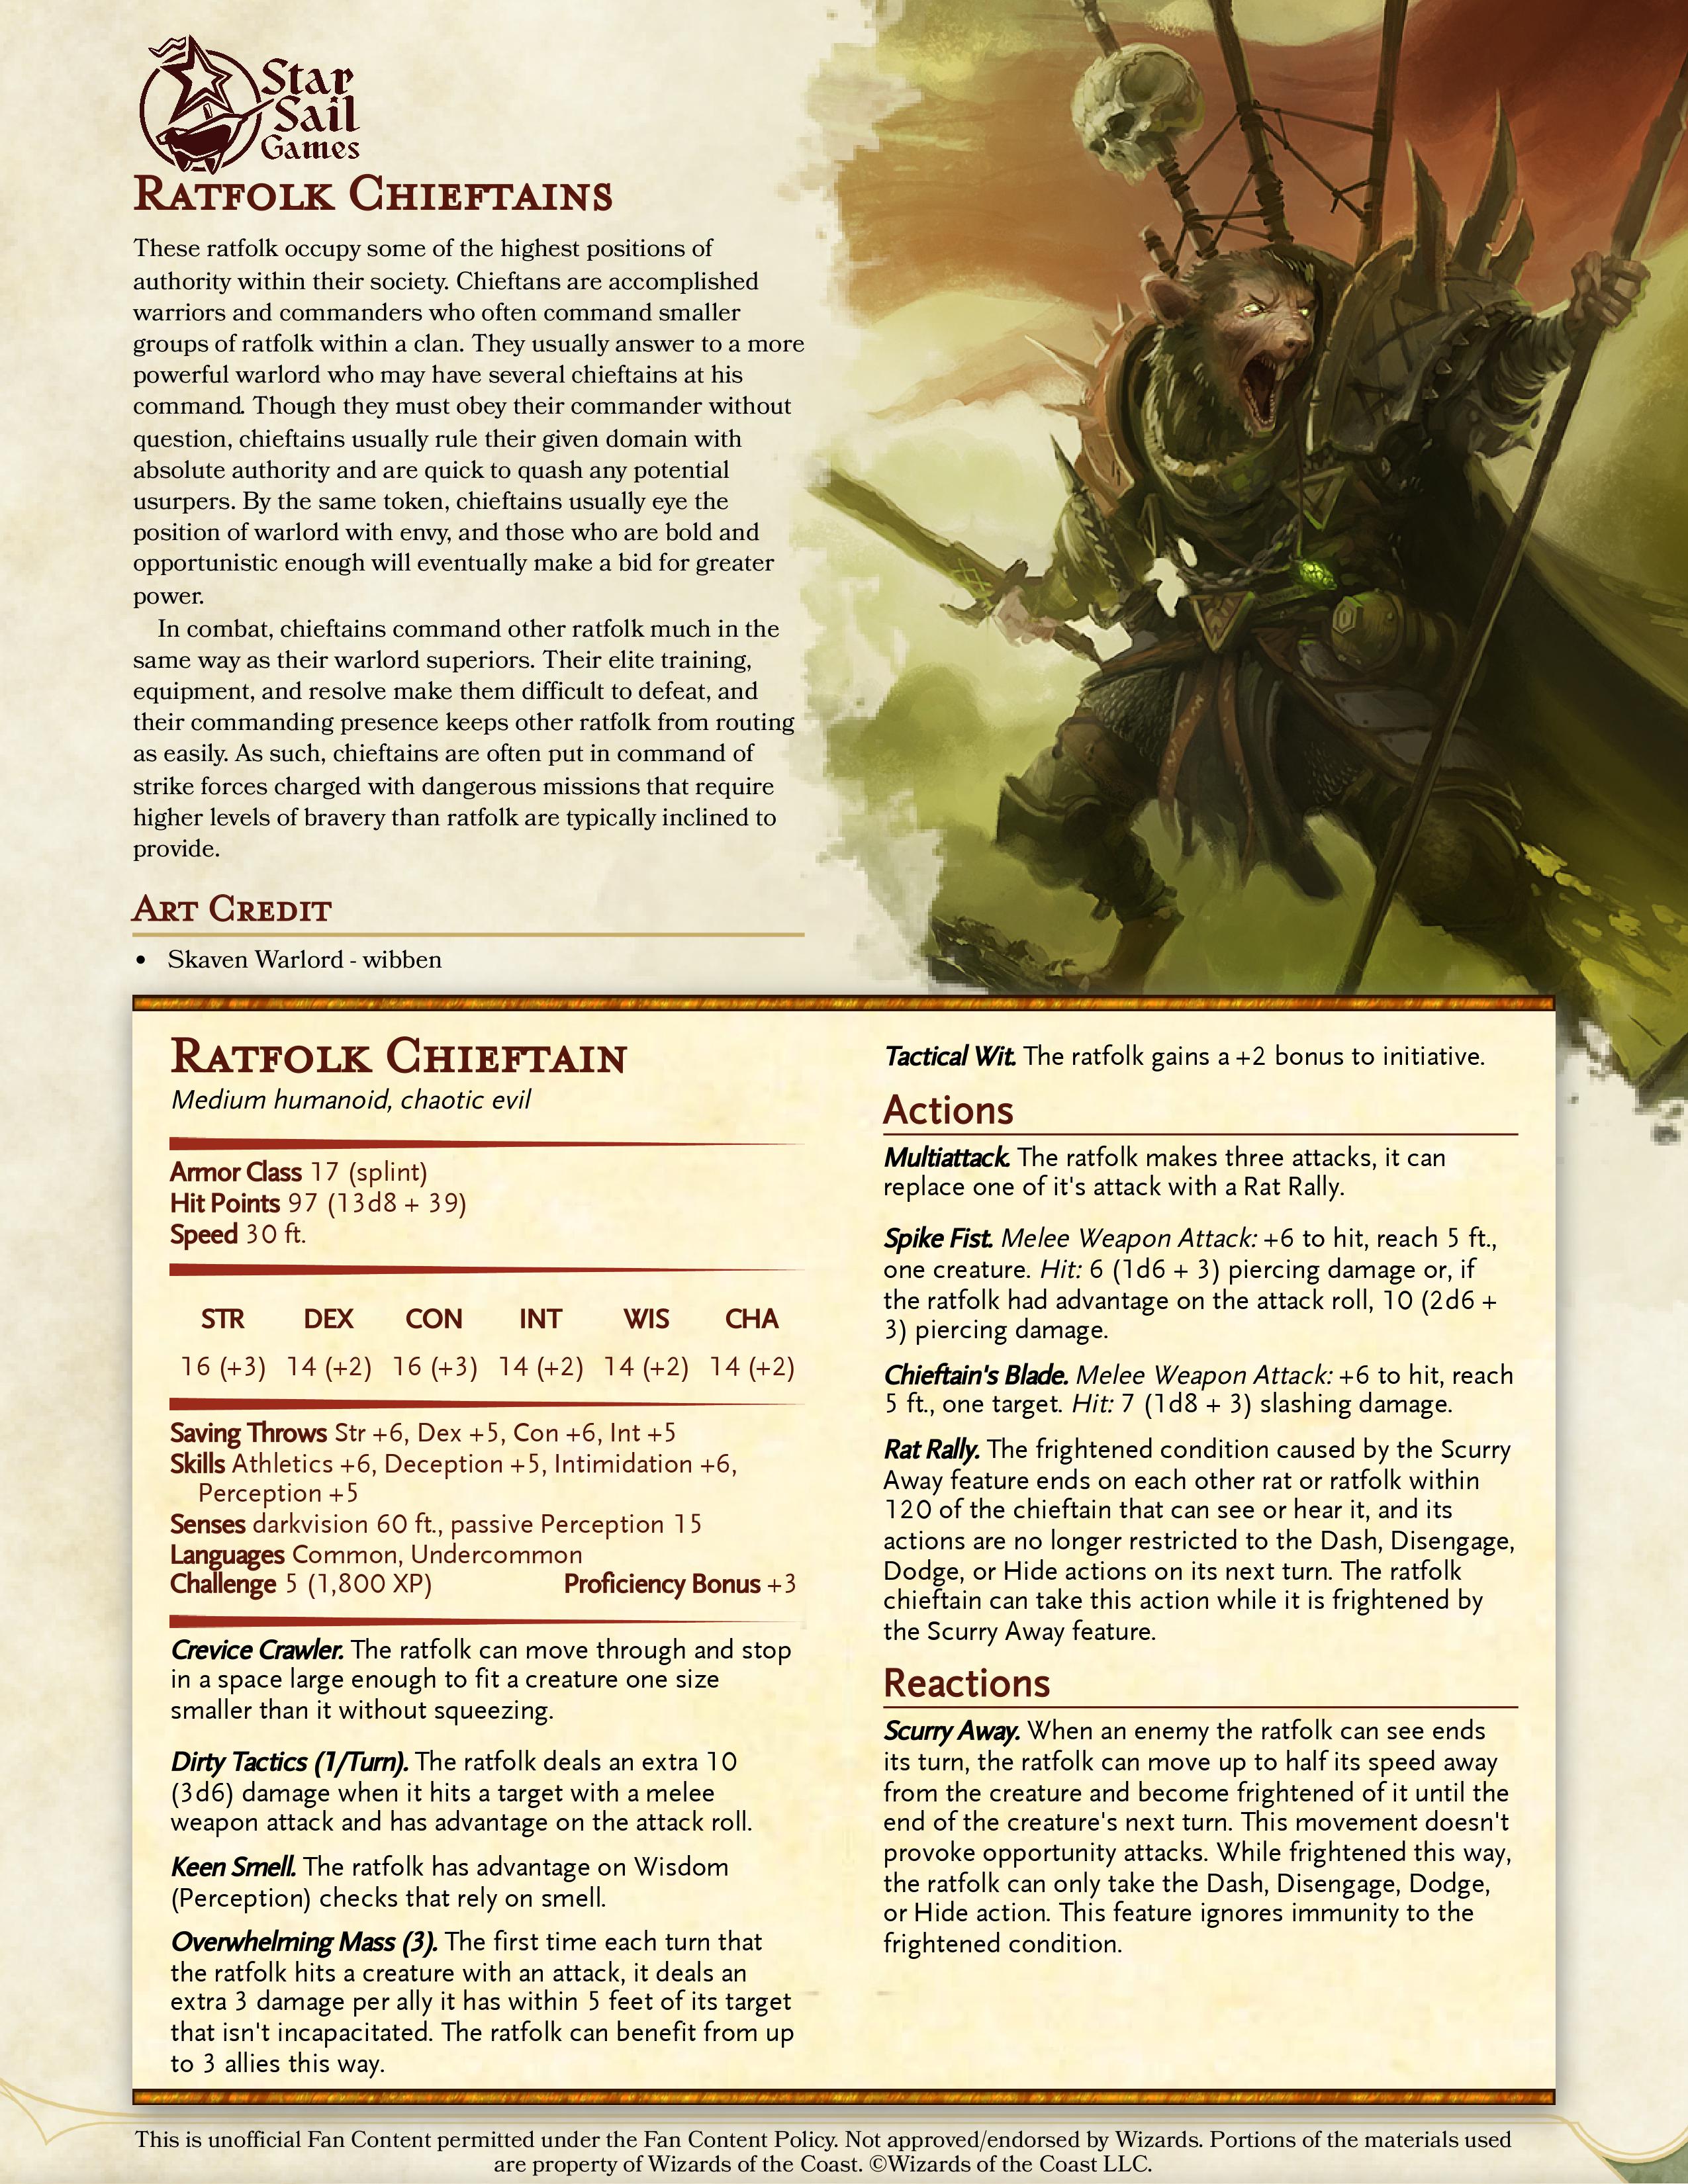 Star
Sail
Games
Ratfolk Chieftains
These ratfolk occupy some of the highest positions of
authority within their society. Chieftans are accomplished
warriors and commanders who often command smaller
groups of ratfolk within a clan. They usually answer to a more
powerful warlord who may have several chieftains at his
command. Though they must obey their commander without
question, chieftains usually rule their given domain with
absolute authority and are quick to quash any potential
usurpers. By the same token, chieftains usually eye the
position of warlord with envy, and those who are bold and
opportunistic enough will eventually make a bid for greater
power.
In combat, chieftains command other ratfolk much in the
same way as their warlord superiors. Their elite training,
equipment, and resolve make them difficult to defeat, and
their commanding presence keeps other ratfolk from routing
as easily. As such, chieftains are often put in command of
strike forces charged with dangerous missions that require
higher levels of bravery than ratfolk are typically inclined to
provide.
Art Credit
• Skaven Warlord - wibben
Ratfolk Chieftain
Medium humanoid, chaotic evil
Armor Class 17 (splint)
Hit Points 97 (13d8 + 39)
Speed 30 ft.
STR DEX CON INT WIS CHA
16 (+3) 14 (+2) 16 (+3) 14 (+2) 14 (+2) 14 (+2)
Saving Throws Str +6, Dex +5, Con +6, Int +5
Skills Athletics +6, Deception +5, Intimidation +6,
Perception +5
Senses darkvision 60 ft., passive Perception 15
Languages Common, Undercommon
Challenge 5 (1,800 XP) Proficiency Bonus +3
Crevice Crawler. The ratfolk can move through and stop
in a space large enough to fit a creature one size
smaller than it without squeezing.
Dirty Tactics (1/Turn). The ratfolk deals an extra 10
(3d6) damage when it hits a target with a melee
weapon attack and has advantage on the attack roll.
Keen Smell. The ratfolk has advantage on Wisdom
(Perception) checks that rely on smell.
Overwhelming Mass (3). The first time each turn that
the ratfolk hits a creature with an attack, it deals an
extra 3 damage per ally it has within 5 feet of its target
that isn't incapacitated. The ratfolk can benefit from up
to 3 allies this way.
Tactical Wit. The ratfolk gains a +2 bonus to initiative.
Actions
Multiattack. The ratfolk makes three attacks, it can
replace one of it's attack with a Rat Rally.
Spike Fist. Melee Weapon Attack: +6 to hit, reach 5 ft.,
one creature. Hit: 6 (1d6 + 3) piercing damage or, if
the ratfolk had advantage on the attack roll, 10 (2d6 +
3) piercing damage.
Chieftain's Blade. Melee Weapon Attack: +6 to hit, reach
5 ft., one target. Hit: 7 (1d8 + 3) slashing damage.
Rat Rally. The frightened condition caused by the Scurry
Away feature ends on each other rat or ratfolk within
120 of the chieftain that can see or hear it, and its
actions are no longer restricted to the Dash, Disengage,
Dodge, or Hide actions on its next turn. The ratfolk
chieftain can take this action while it is frightened by
the Scurry Away feature.
Reactions
Scurry Away. When an enemy the ratfolk can see ends
its turn, the ratfolk can move up to half its speed away
from the creature and become frightened of it until the
end of the creature's next turn. This movement doesn't
provoke opportunity attacks. While frightened this way,
the ratfolk can only take the Dash, Disengage, Dodge,
or Hide action. This feature ignores immunity to the
frightened condition.
This is unofficial Fan Content permitted under the Fan Content Policy. Not approved/endorsed by Wizards. Portions of the materials used
are property of Wizards of the Coast. ©Wizards of the Coast LLC.